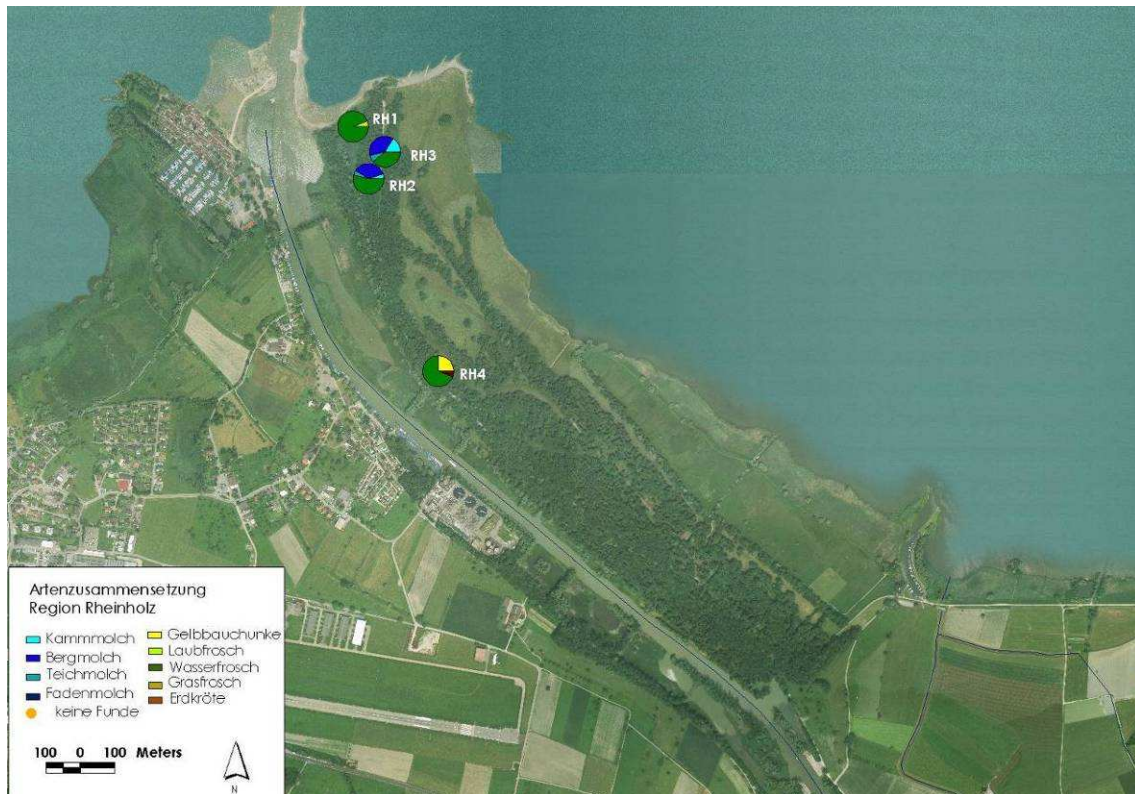 RH1
RH3
RH2
RH4
Artenzusammensetzung
Region Rheinholz
Kammmolch
Bergmolch
Teichmolch
Fadenmolch
keine Funde
Gelbbauchunke
Laubfrosch
Wasserfrosch
Grasfrosch
Erdkröte
100 0 100 Meters
N